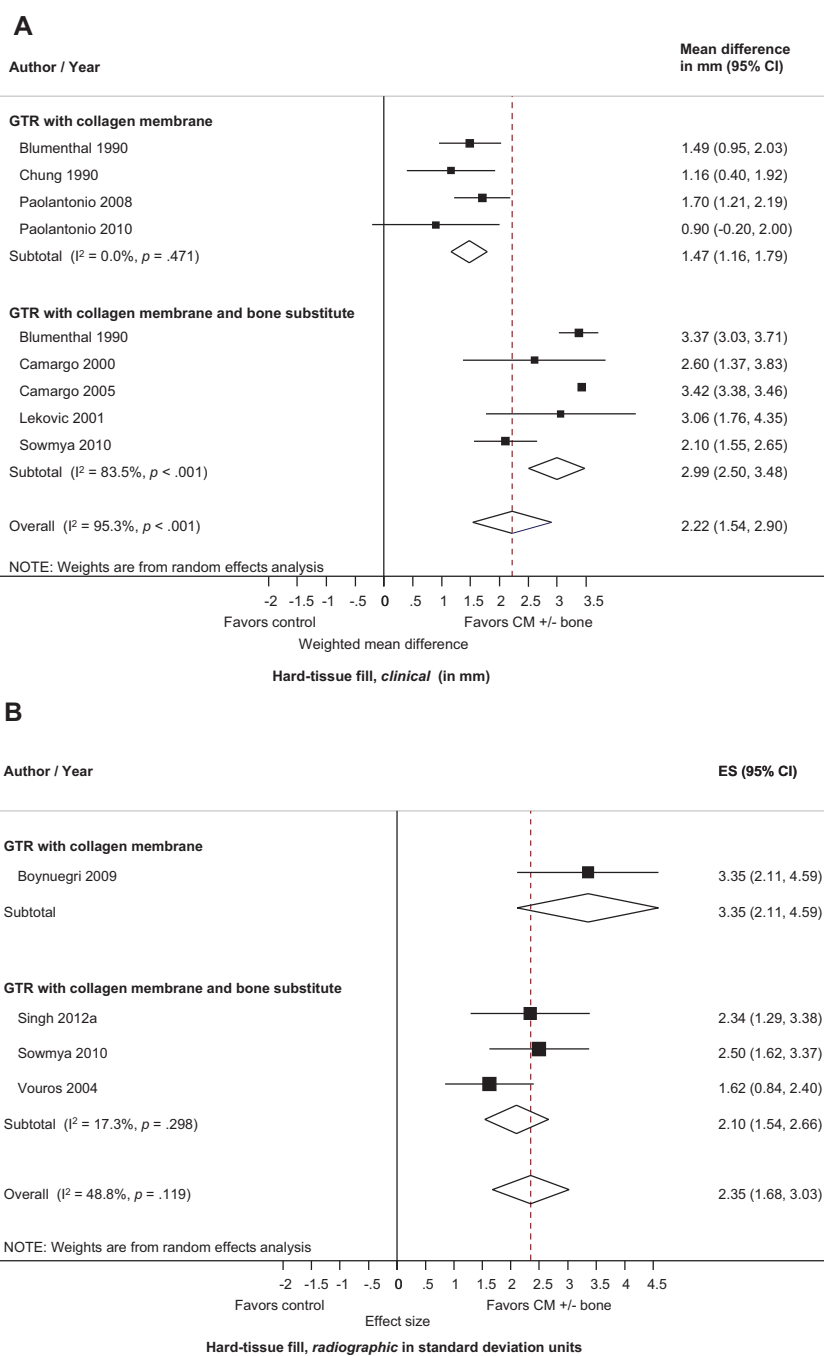 A
Author / Year
Mean difference
in mm (95% CI)
GTR with collagen membrane
Blumenthal 1990 1.49 (0.95, 2.03)
Chung 1990 1.16 (0.40, 1.92)
Paolantonio 2008 1.70 (1.21, 2.19)
Paolantonio 2010 0.90 (-0.20, 2.00)
Subtotal (I² = 0.0%, p = .471) 1.47 (1.16, 1.79)
GTR with collagen membrane and bone substitute
Blumenthal 1990 3.37 (3.03, 3.71)
Camargo 2000 2.60 (1.37, 3.83)
Camargo 2005 3.42 (3.38, 3.46)
Lekovic 2001 3.06 (1.76, 4.35)
Sowmya 2010 2.10 (1.55, 2.65)
Subtotal (I² = 83.5%, p < .001) 2.99 (2.50, 3.48)
Overall (I² = 95.3%, p < .001) 2.22 (1.54, 2.90)
NOTE: Weights are from random effects analysis
-2 -1.5 -1 -.5 0 .5 1 1.5 2 2.5 3 3.5
Favors control Favors CM +/- bone
Weighted mean difference
Hard-tissue fill, clinical (in mm)
B
Author / Year ES (95% CI)
GTR with collagen membrane
Boynuegri 2009 3.35 (2.11, 4.59)
Subtotal 3.35 (2.11, 4.59)
GTR with collagen membrane and bone substitute
Singh 2012a 2.34 (1.29, 3.38)
Sowmya 2010 2.50 (1.62, 3.37)
Vouros 2004 1.62 (0.84, 2.40)
Subtotal (I² = 17.3%, p = .298) 2.10 (1.54, 2.66)
Overall (I² = 48.8%, p = .119) 2.35 (1.68, 3.03)
NOTE: Weights are from random effects analysis
-2 -1.5 -1 -.5 0 .5 1 1.5 2 2.5 3 3.5 4 4.5
Favors control Favors CM +/- bone
Effect size
Hard-tissue fill, radiographic in standard deviation units